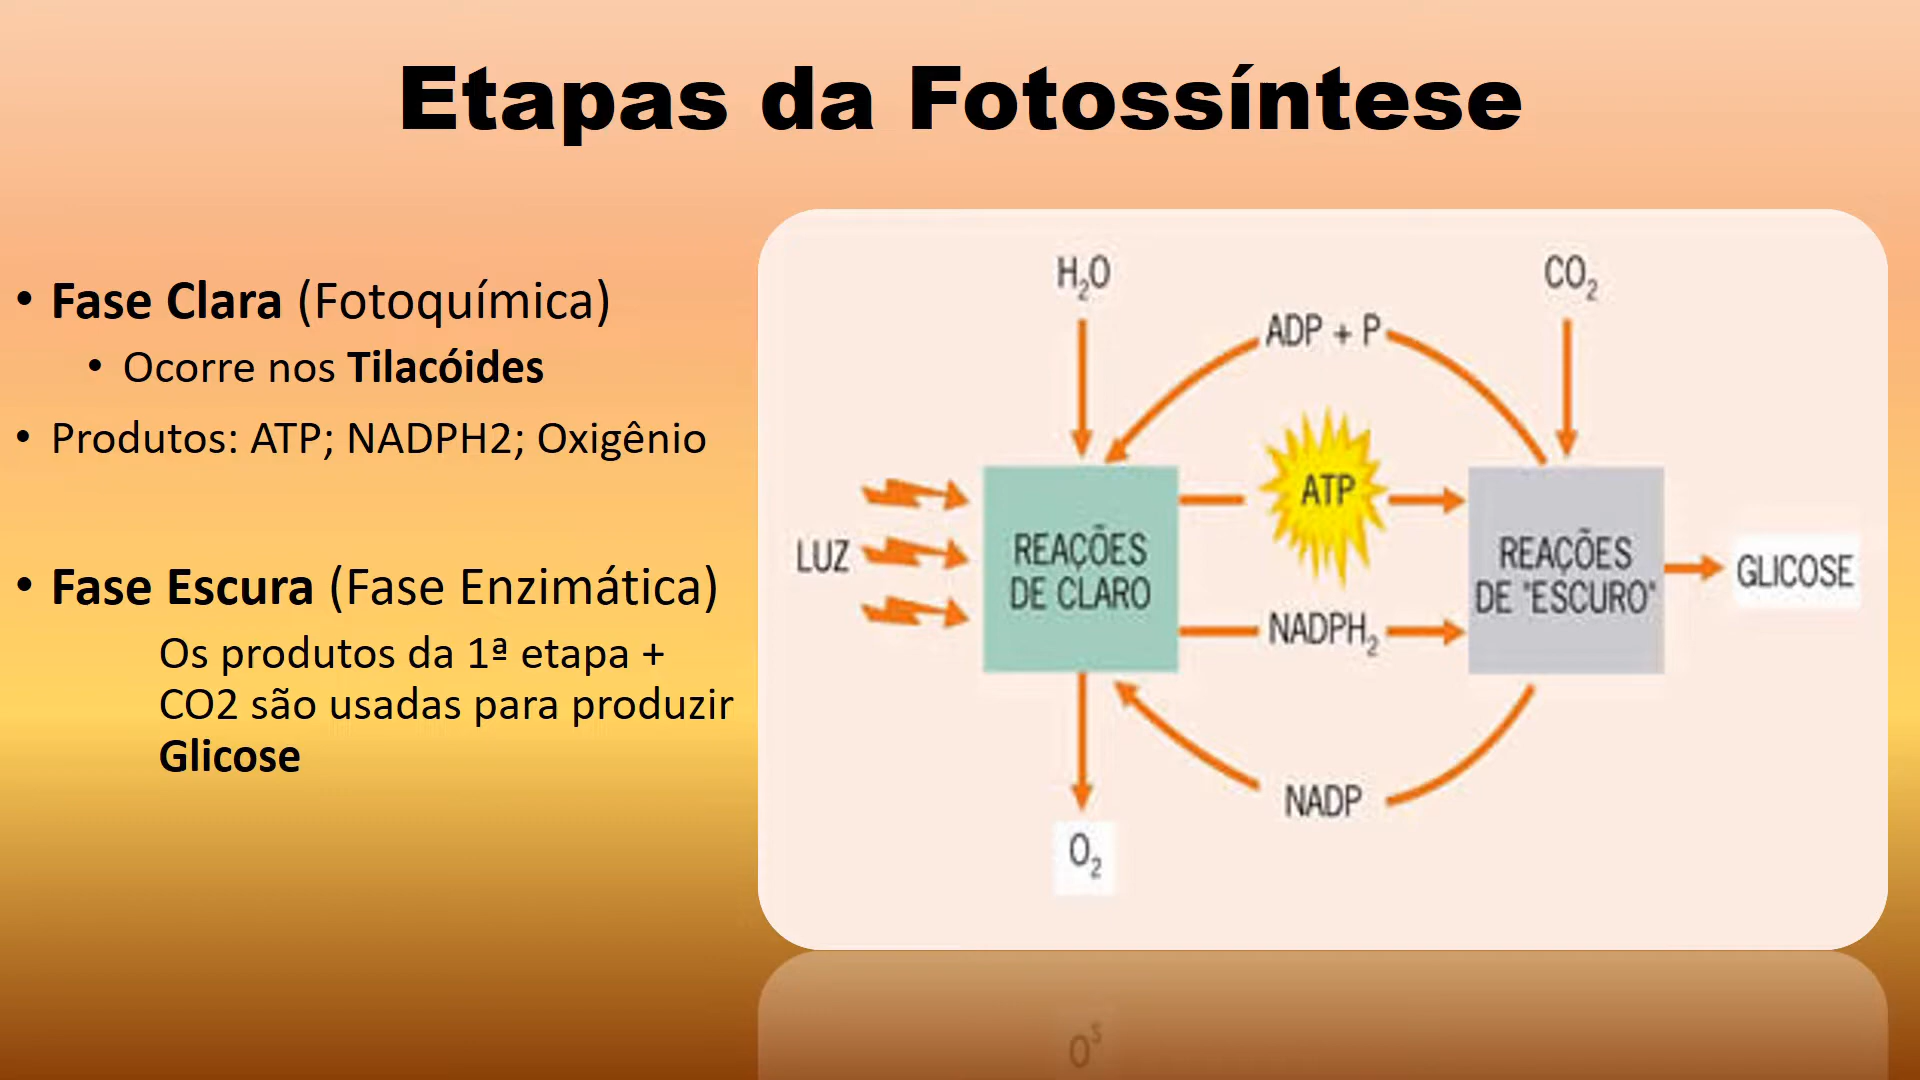 Etapas da Fotossíntese
• Fase Clara (Fotoquímica)
• Ocorre nos Tilacóides
• Produtos: ATP; NADPH2; Oxigênio
• Fase Escura (Fase Enzimática)
Os produtos da 1ª etapa +
CO2 são usadas para produzir
Glicose
H₂O
CO₂
ADP + P
ATP
LUZ
REAÇÕES
DE CLARO
REAÇÕES
DE "ESCURO"
GLICOSE
NADPH₂
NADP
O₂